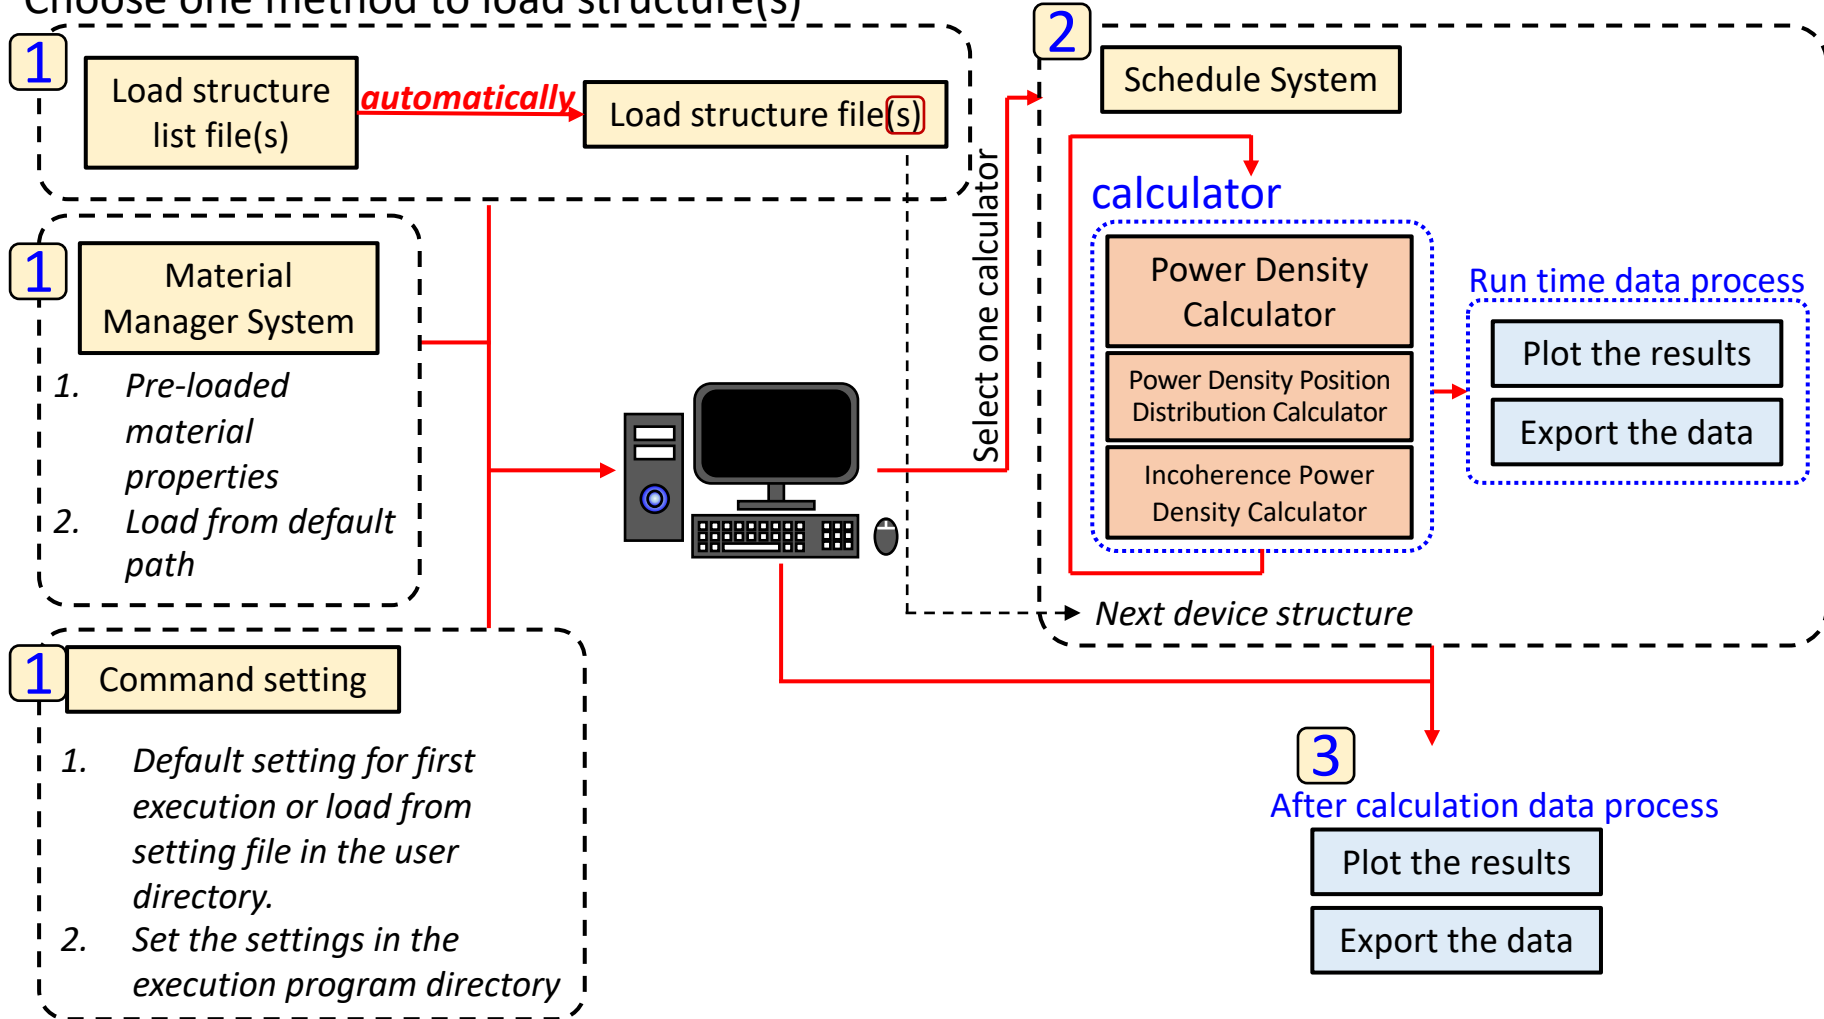 Choose one method to load structure(s)
1
Load structure
list file(s)
automatically
Load structure file(s)
1
Material
Manager System
1. Pre-loaded
material
properties
2. Load from default
path
1
Command setting
1. Default setting for first
execution or load from
setting file in the user
directory.
2. Set the settings in the
execution program directory
Select one calculator
2
Schedule System
calculator
Power Density
Calculator
Power Density Position
Distribution Calculator
Incoherence Power
Density Calculator
Run time data process
Plot the results
Export the data
Next device structure
3
After calculation data process
Plot the results
Export the data